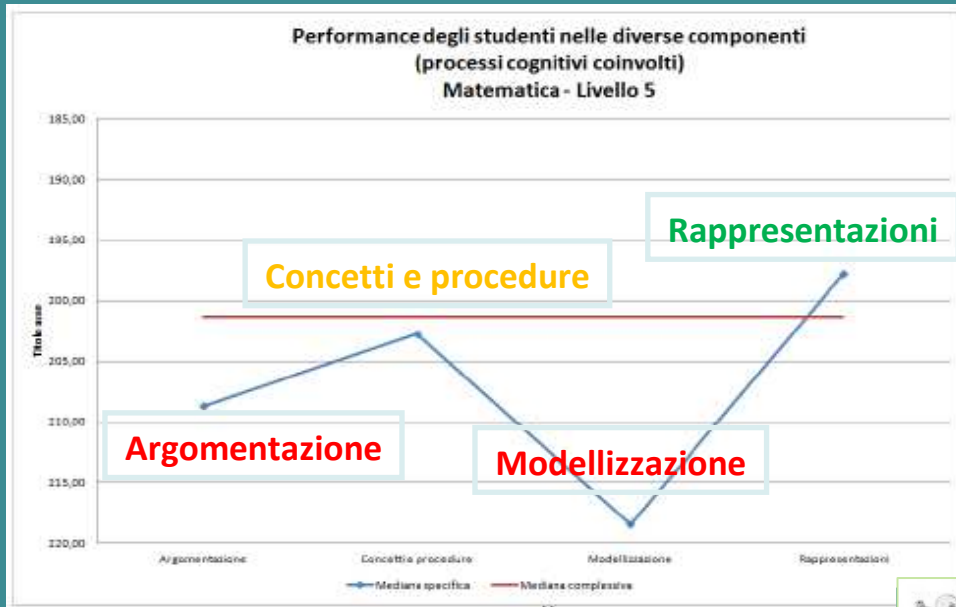 Performance degli studenti nelle diverse componenti
(processi cognitivi coinvolti)
Matematica - Livello 5
185,00
190,00
195,00
200,00
205,00
210,00
215,00
220,00
Titolo asse
Rappresentazioni
Concetti e procedure
Argomentazione
Modellizzazione
Argomentazione
Concetti e procedure
Modellizzazione
Rappresentazioni
Mediana specifica
Mediana complessiva